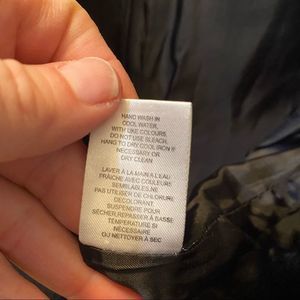 HAND WASH IN
COOL WATER,
WITH LIKE COLOURS.
DO NOT USE BLEACH.
HANG TO DRY COOL IRON IF
NECESSARY OR
DRY CLEAN
LAVER À LA MAIN A L'EAU
FRAÎCHE AVEC COULEURS
SEMBLABLES.NE
PAS UTILISER DE CHLORURE
DECOLORANT.
SUSPENDRE POUR
SÉCHER,REPASSER À BASSE
TEMPÉRATURE SI
NÉCESSAIRE
OU NETTOYER À SEC